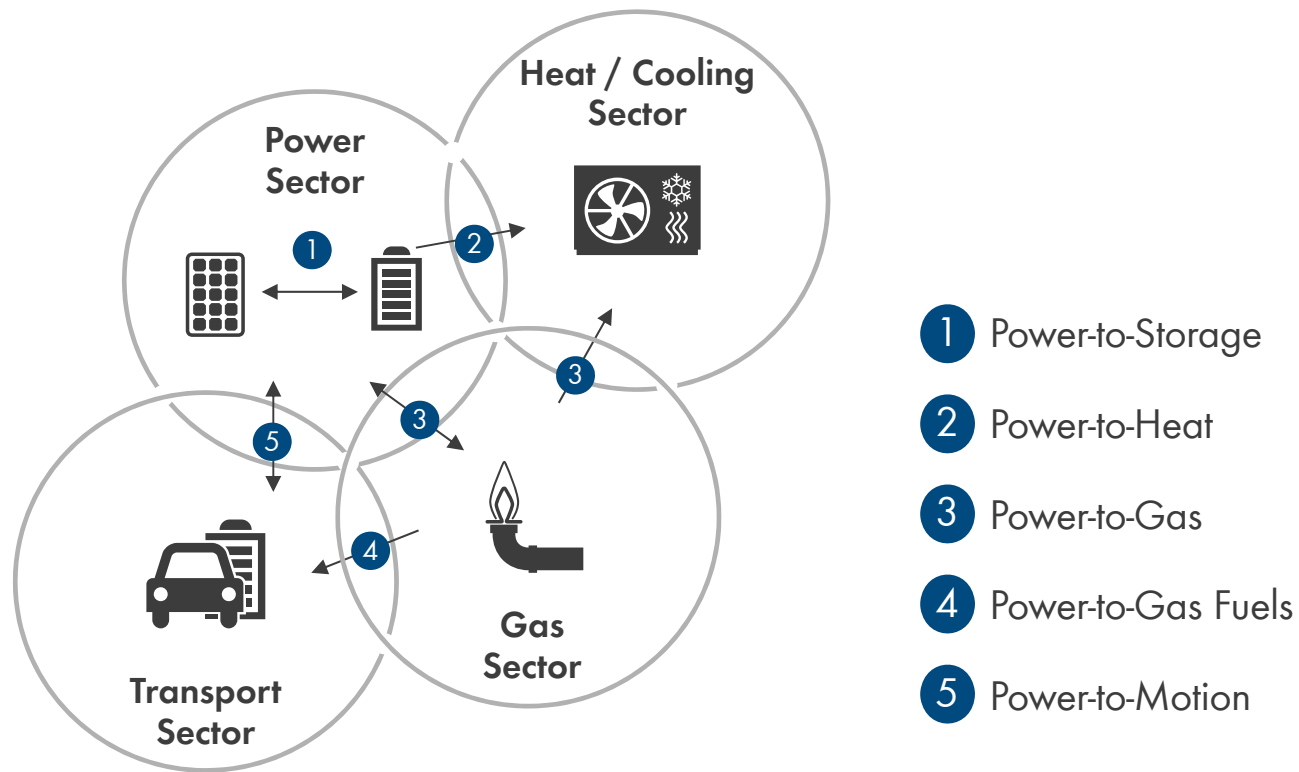 Heat / Cooling
Sector
Power
Sector
1
2
3
3
5
4
Gas
Sector
Transport
Sector
1 Power-to-Storage
2 Power-to-Heat
3 Power-to-Gas
4 Power-to-Gas Fuels
5 Power-to-Motion